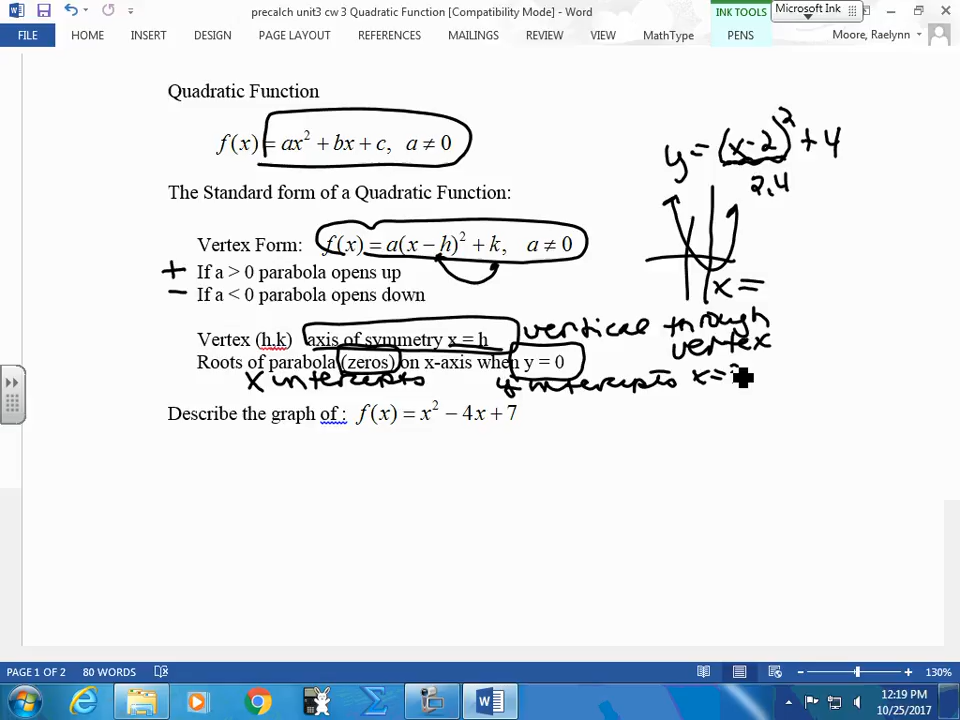 precalch unit3 cw 3 Quadratic Function [Compatibility Mode] - Word
INK TOOLS
Microsoft Ink
FILE HOME INSERT DESIGN PAGE LAYOUT REFERENCES MAILINGS REVIEW VIEW MathType PENS Moore, Raelynn
Quadratic Function
f(x) = ax² + bx + c, a ≠ 0
y = (x-2)² + 4
2,4
The Standard form of a Quadratic Function:
Vertex Form: f(x) = a(x − h)² + k, a ≠ 0
+ If a > 0 parabola opens up
− If a < 0 parabola opens down
x =
Vertex (h,k) axis of symmetry x = h
vertical through
vertex
Roots of parabola (zeros) on x-axis when y = 0
x intercepts y intercepts x=
Describe the graph of : f(x) = x² − 4x + 7
PAGE 1 OF 2 82 WORDS 130%
12:19 PM
10/25/2017